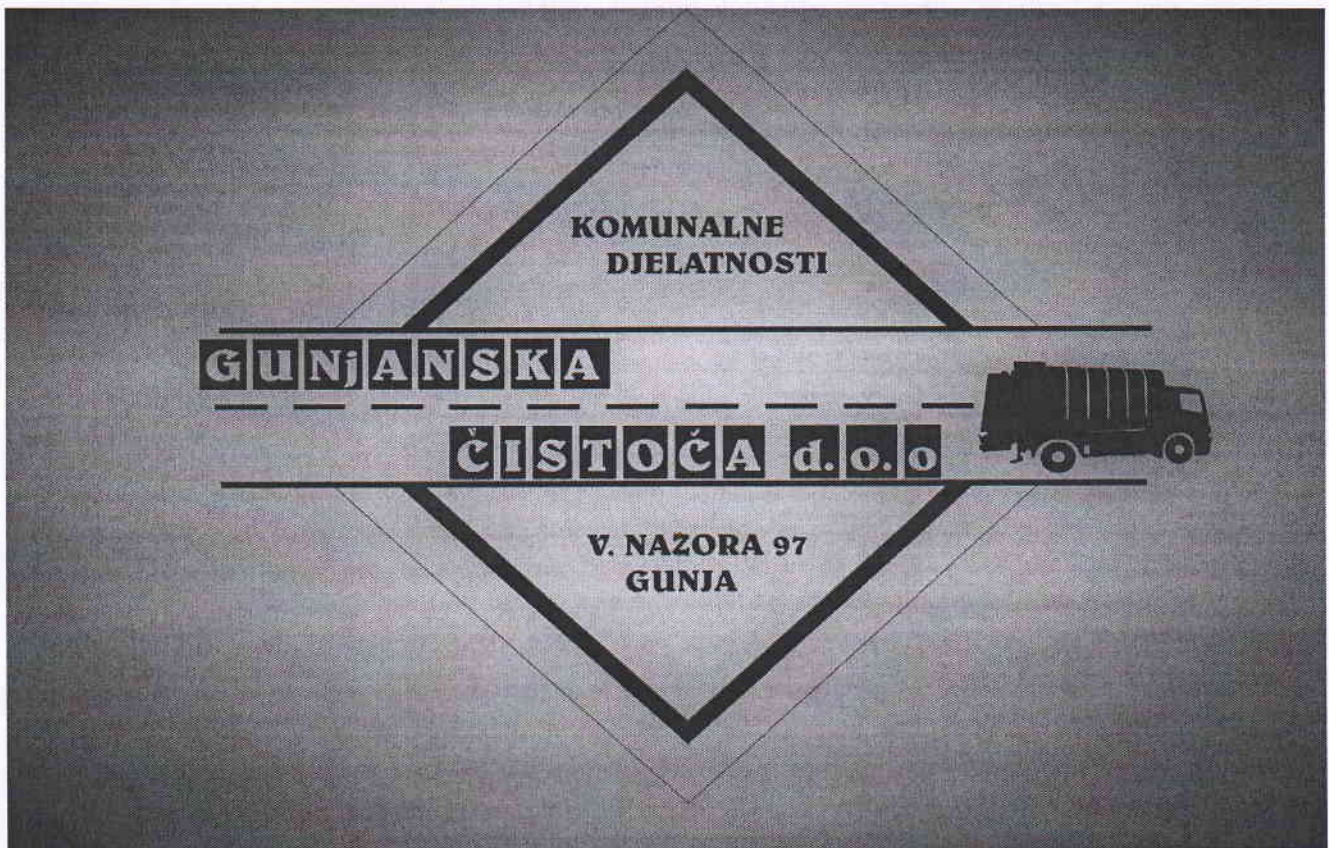 KOMUNALNE
DJELATNOSTI
GUNjANSKA
ČISTOĆA d.o.o
V. NAZORA 97
GUNJA